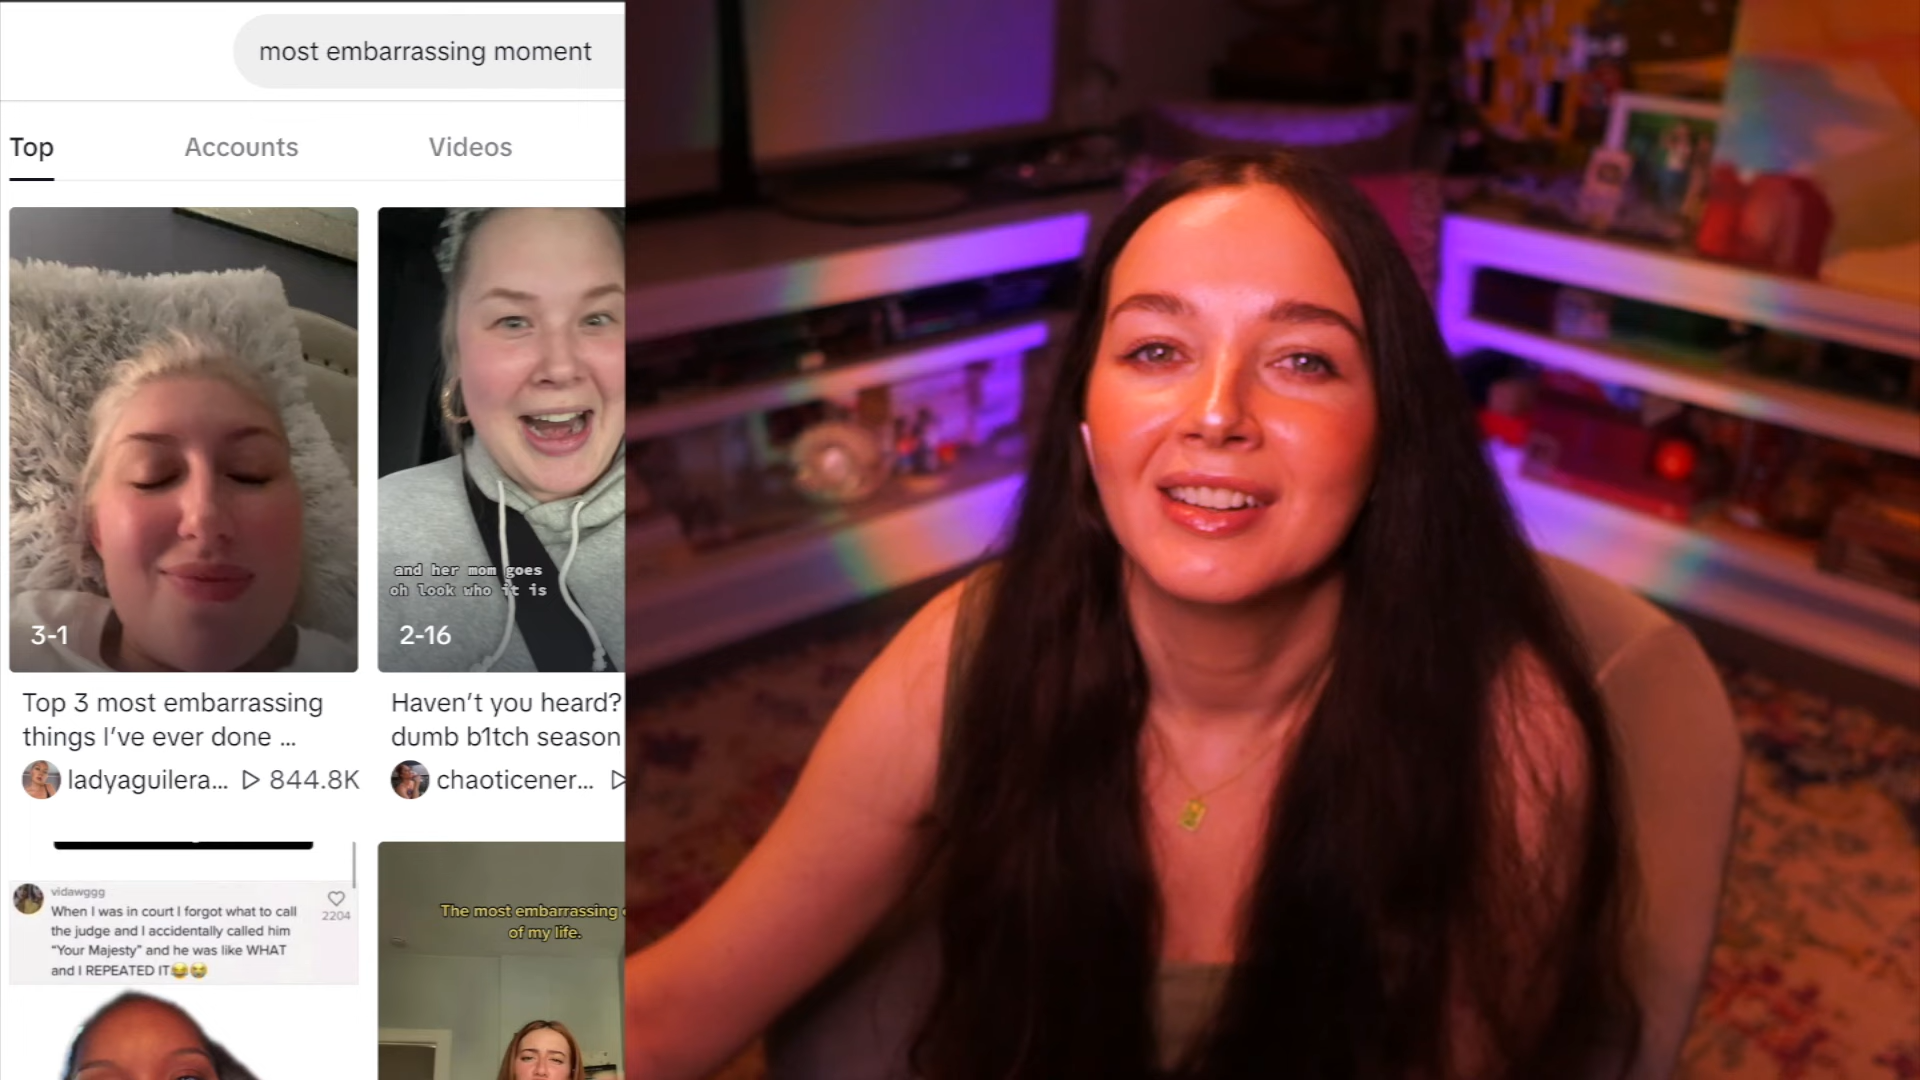 most embarrassing moment
Top
Accounts
Videos
and her mom goes
oh look who it is
3-1
2-16
Top 3 most embarrassing
things I’ve ever done ...
Haven’t you heard?
dumb b1tch season
ladyaguilera... 844.8K
chaoticener...
vidawggg
When I was in court I forgot what to call
the judge and I accidentally called him
“Your Majesty” and he was like WHAT
and I REPEATED IT😂😭
2204
The most embarrassing
of my life.